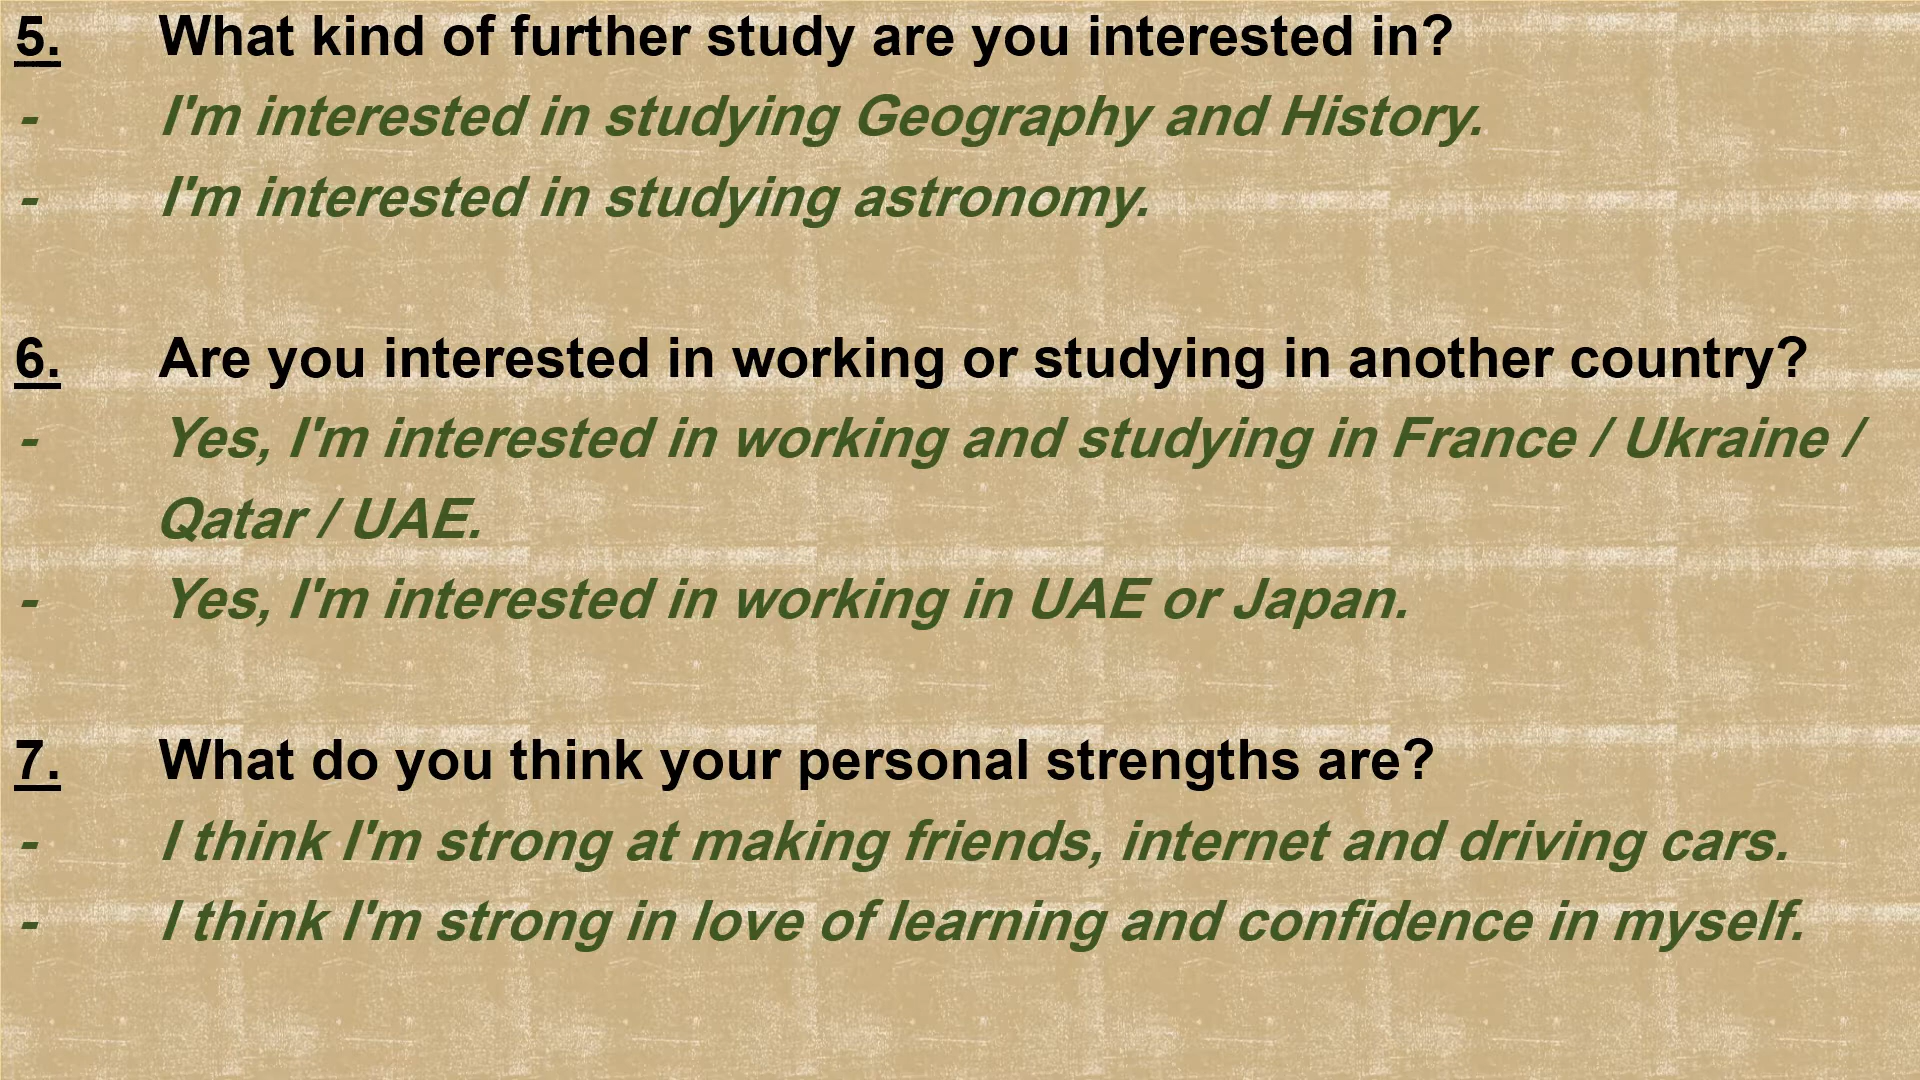 5. What kind of further study are you interested in?
- I'm interested in studying Geography and History.
- I'm interested in studying astronomy.
6. Are you interested in working or studying in another country?
- Yes, I'm interested in working and studying in France / Ukraine /
Qatar / UAE.
- Yes, I'm interested in working in UAE or Japan.
7. What do you think your personal strengths are?
- I think I'm strong at making friends, internet and driving cars.
- I think I'm strong in love of learning and confidence in myself.